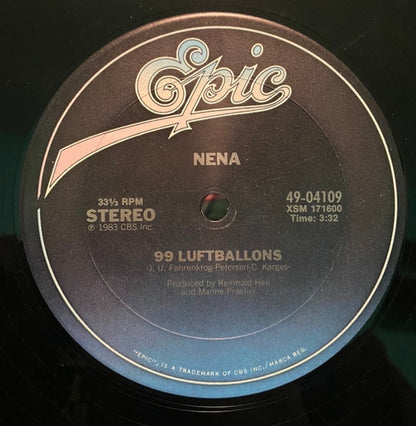 Epic
NENA
33⅓ RPM
STEREO
℗ 1983 CBS Inc.
49-04109
XSM 171600
Time: 3:32
99 LUFTBALLONS
J. U. Fahrenkrog-Petersen-C. Karges-
Produced by Reinhold Heil
and Manne Praeker
"EPIC", IS A TRADEMARK OF CBS INC./MARCA REG.